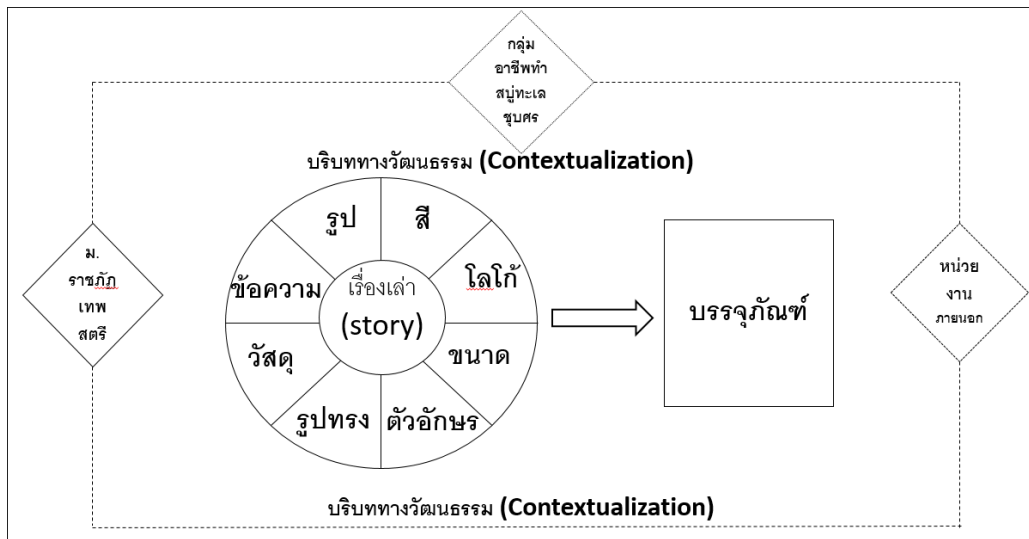 กลุ่ม
อาชีพทำ
สบู่ทะเล
ชุบศร
บริบททางวัฒนธรรม (Contextualization)
รูป
สี
ข้อความ
โลโก้
เรื่องเล่า
(story)
วัสดุ
ขนาด
รูปทรง
ตัวอักษร
บรรจุภัณฑ์
ม.
ราชภัฏ
เทพ
สตรี
หน่วย
งาน
ภายนอก
บริบททางวัฒนธรรม (Contextualization)